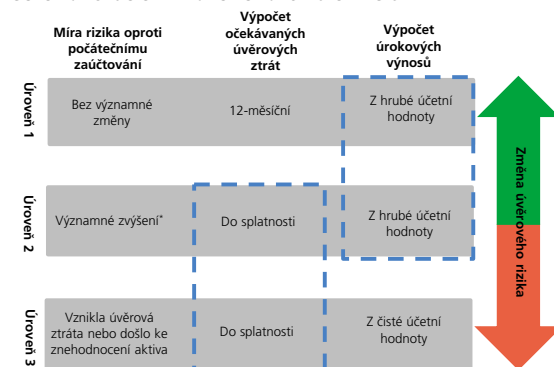 Míra rizika oproti
počátečnímu
zaúčtování
Výpočet
očekávaných
úvěrových
ztrát
Výpočet
úrokových
výnosů
Úroveň 1
Bez významné
změny
12-měsíční
Z hrubé účetní
hodnoty
Úroveň 2
Významné zvýšení*
Do splatnosti
Z hrubé účetní
hodnoty
Úroveň 3
Vznikla úvěrová
ztráta nebo došlo ke
znehodnocení aktiva
Do splatnosti
Z čisté účetní
hodnoty
Změna úvěrového rizika